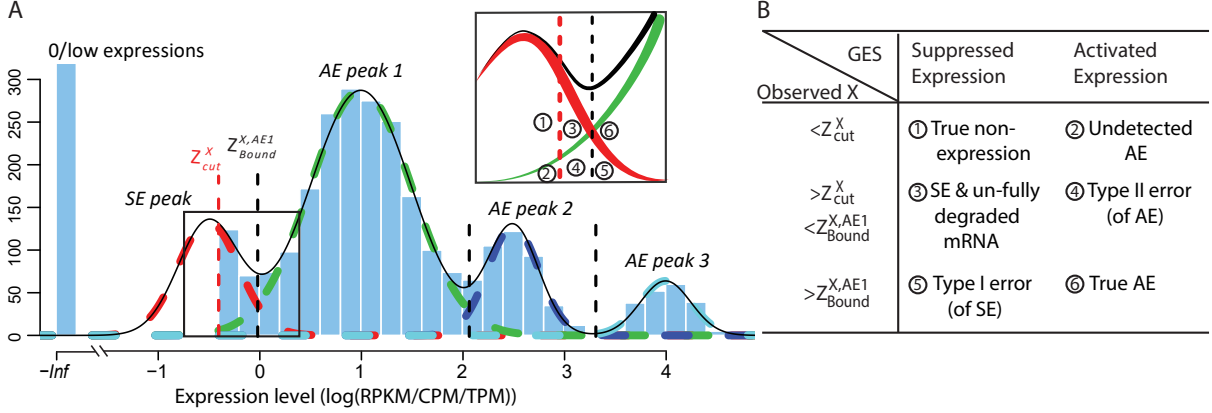 A
0/low expressions
300
250
200
150
100
50
0
SE peak
Z^X_cut
Z^{X,AE1}_Bound
AE peak 1
AE peak 2
AE peak 3
① ③ ⑥
② ④ ⑤
−Inf −1 0 1 2 3 4
Expression level (log(RPKM/CPM/TPM))
B
GES
Observed X
Suppressed Expression
Activated Expression
<Z^X_cut
① True non-expression
② Undetected AE
>Z^X_cut
<Z^{X,AE1}_Bound
③ SE & un-fully degraded mRNA
④ Type II error (of AE)
>Z^{X,AE1}_Bound
⑤ Type I error (of SE)
⑥ True AE